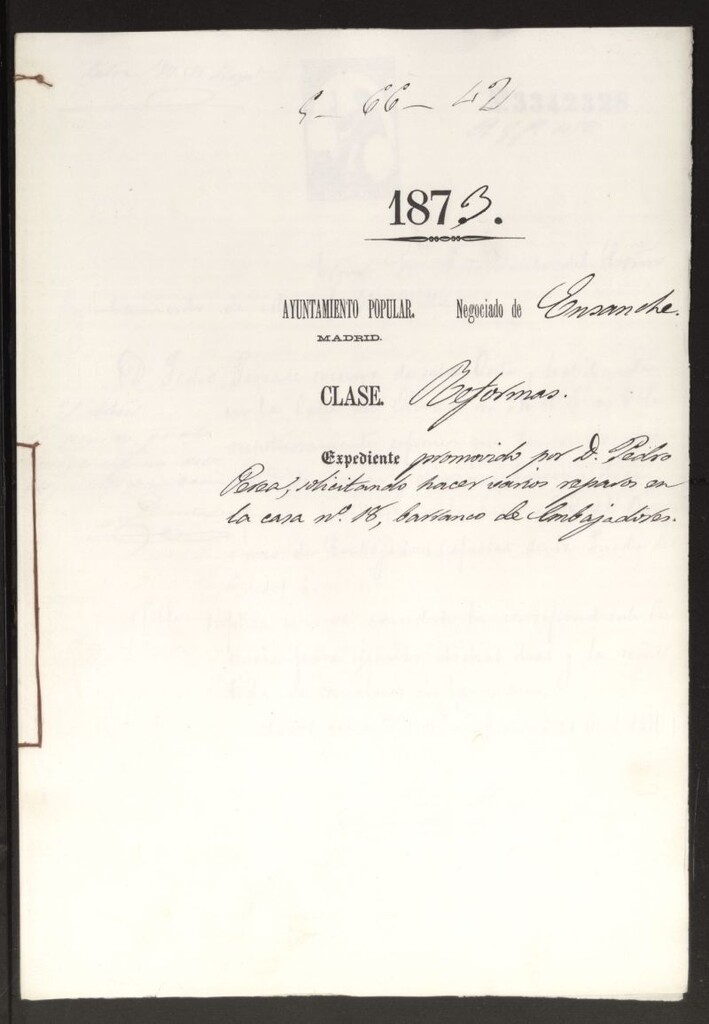 5-66-42
1873.
AYUNTAMIENTO POPULAR. Negociado de Ensanche.
MADRID.
CLASE. Reformas.
Expediente promovido por D. Pedro
Perea, solicitando hacer varios reparos en
la casa nº. 18, barranco de Embajadores.